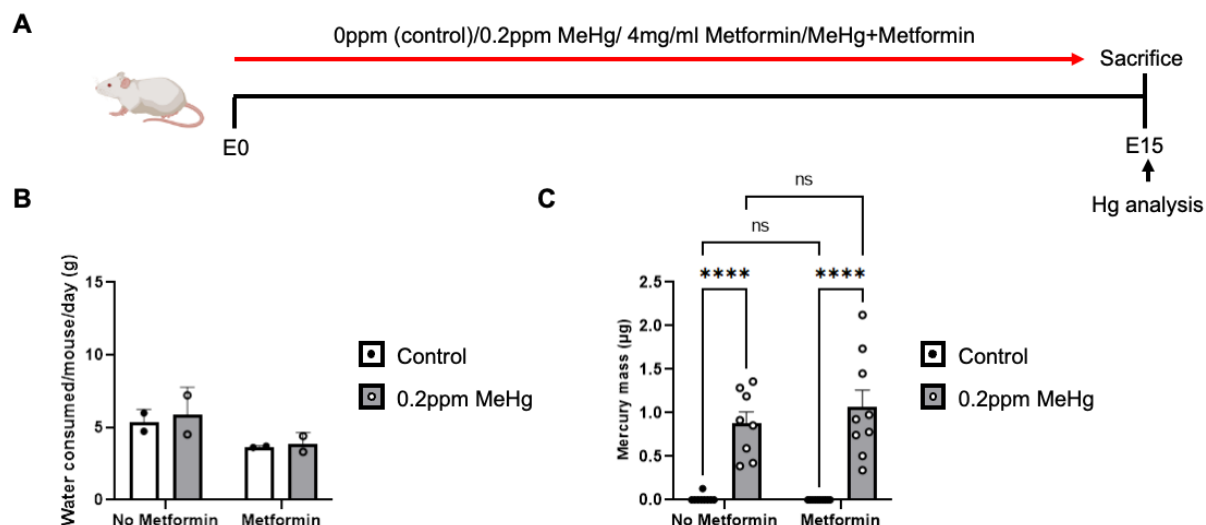 A
0ppm (control)/0.2ppm MeHg/ 4mg/ml Metformin/MeHg+Metformin
Sacrifice
E0
E15
Hg analysis
B
Water consumed/mouse/day (g)
15
10
5
0
No Metformin
Metformin
Control
0.2ppm MeHg
C
ns
ns
****
****
Mercury mass (µg)
2.5
2.0
1.5
1.0
0.5
0.0
No Metformin
Metformin
Control
0.2ppm MeHg